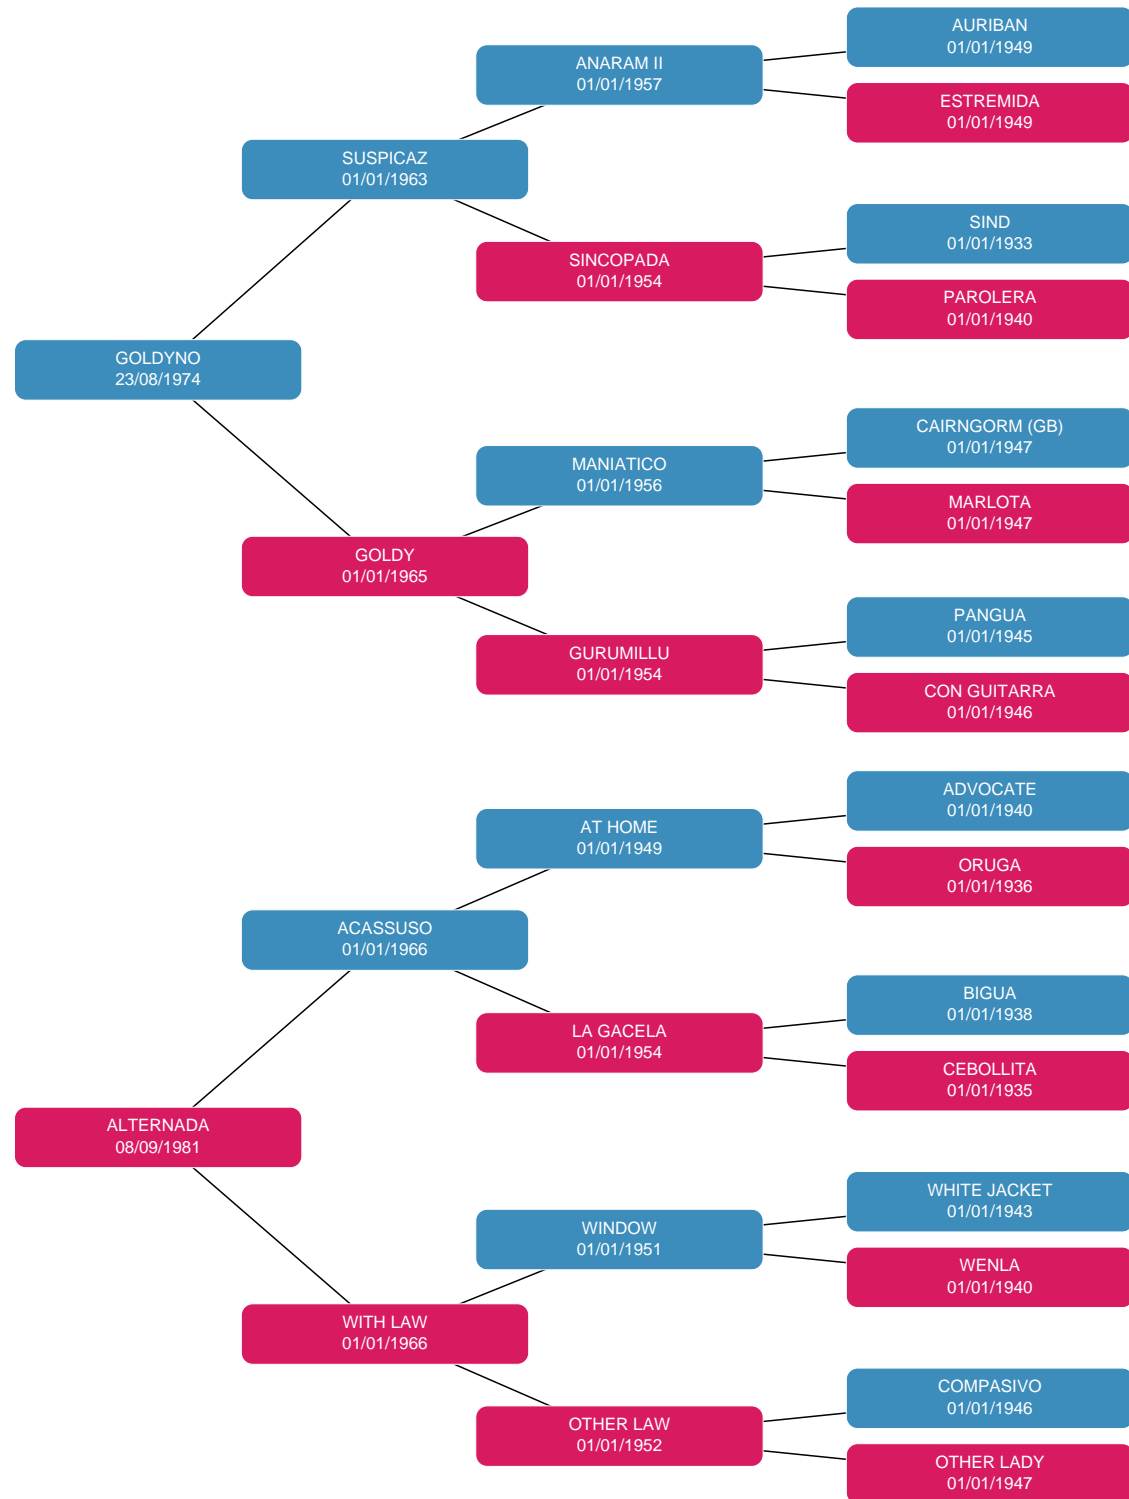 AURIBAN
01/01/1949
ANARAM II
01/01/1957
ESTREMIDA
01/01/1949
SUSPICAZ
01/01/1963
SIND
01/01/1933
SINCOPADA
01/01/1954
PAROLERA
01/01/1940
GOLDYNO
23/08/1974
CAIRNGORM (GB)
01/01/1947
MANIATICO
01/01/1956
MARLOTA
01/01/1947
GOLDY
01/01/1965
PANGUA
01/01/1945
GURUMILLU
01/01/1954
CON GUITARRA
01/01/1946
ADVOCATE
01/01/1940
AT HOME
01/01/1949
ORUGA
01/01/1936
ACASSUSO
01/01/1966
BIGUA
01/01/1938
LA GACELA
01/01/1954
CEBOLLITA
01/01/1935
ALTERNADA
08/09/1981
WHITE JACKET
01/01/1943
WINDOW
01/01/1951
WENLA
01/01/1940
WITH LAW
01/01/1966
COMPASIVO
01/01/1946
OTHER LAW
01/01/1952
OTHER LADY
01/01/1947